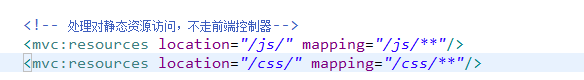 <!-- 处理对静态资源访问，不走前端控制器-->
<mvc:resources location="/js/" mapping="/js/**"/>
<mvc:resources location="/css/" mapping="/css/**"/>